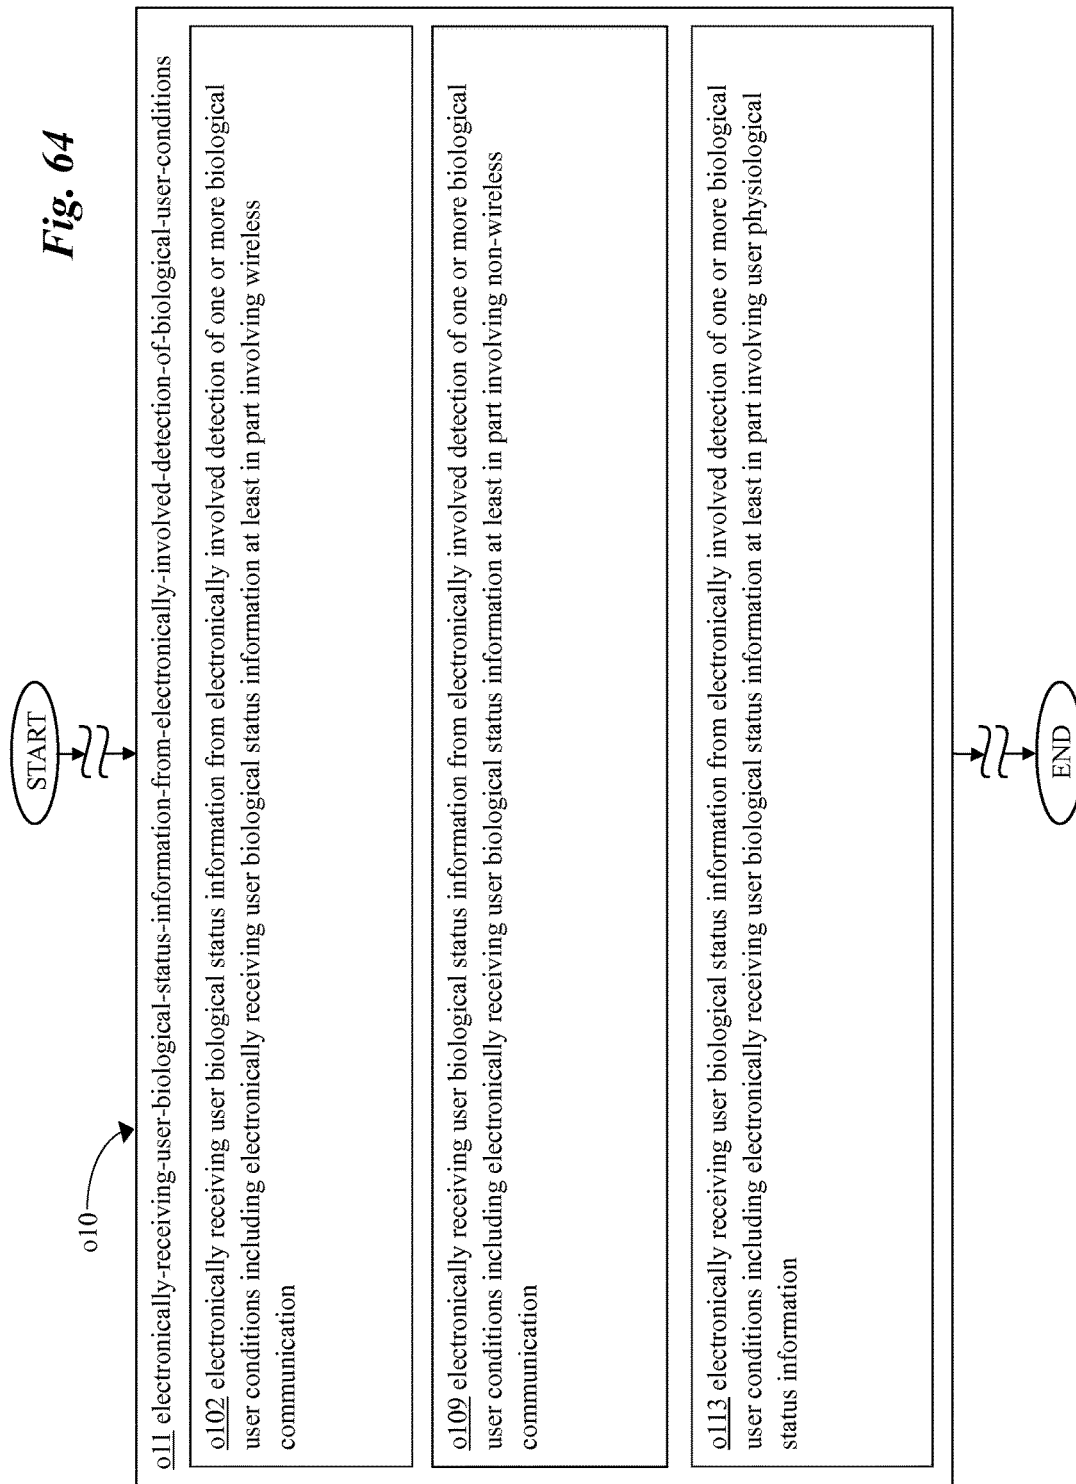 Fig. 64
START
o10
o11 electronically-receiving-user-biological-status-information-from-electronically-involved-detection-of-biological-user-conditions
o102 electronically receiving user biological status information from electronically involved detection of one or more biological
user conditions including electronically receiving user biological status information at least in part involving wireless
communication
o109 electronically receiving user biological status information from electronically involved detection of one or more biological
user conditions including electronically receiving user biological status information at least in part involving non-wireless
communication
o113 electronically receiving user biological status information from electronically involved detection of one or more biological
user conditions including electronically receiving user biological status information at least in part involving user physiological
status information
END